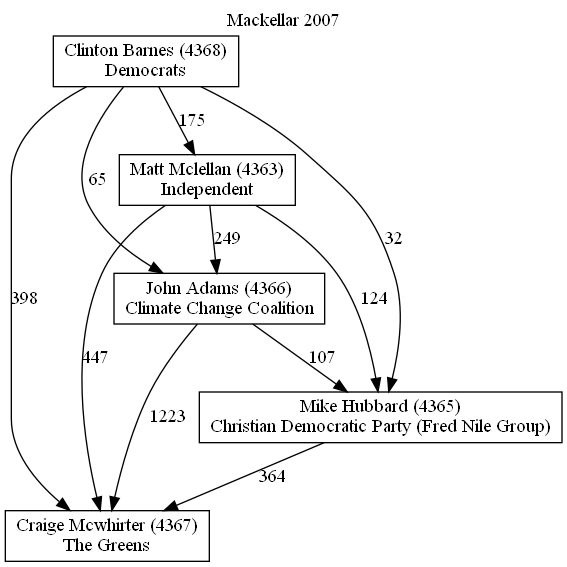 Mackellar 2007
Clinton Barnes (4368)
Democrats
175
Matt Mclellan (4363)
Independent
65
249
32
John Adams (4366)
Climate Change Coalition
398
124
447
107
1223
Mike Hubbard (4365)
Christian Democratic Party (Fred Nile Group)
364
Craige Mcwhirter (4367)
The Greens